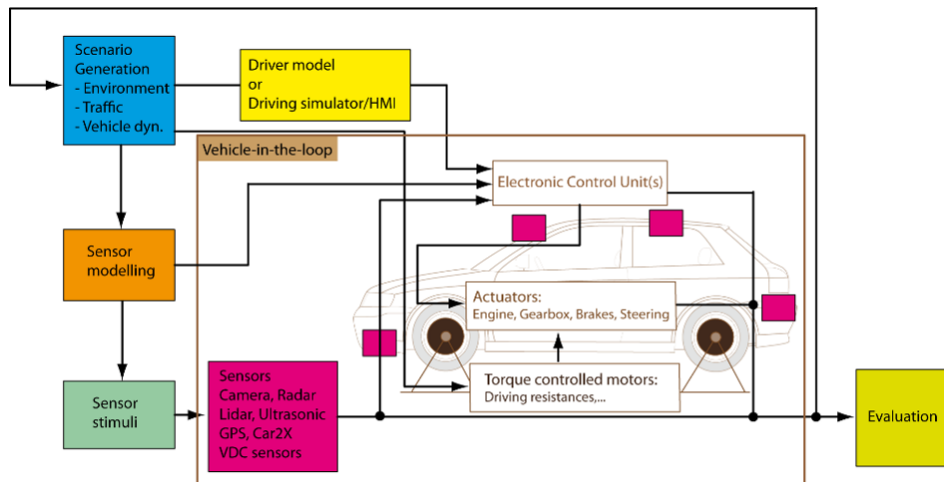 Scenario
Generation
- Environment
- Traffic
- Vehicle dyn.
Driver model
or
Driving simulator/HMI
Vehicle-in-the-loop
Electronic Control Unit(s)
Sensor
modelling
Actuators:
Engine, Gearbox, Brakes, Steering
Sensors
Camera, Radar
Lidar, Ultrasonic
GPS, Car2X
VDC sensors
Torque controlled motors:
Driving resistances,...
Sensor
stimuli
Evaluation